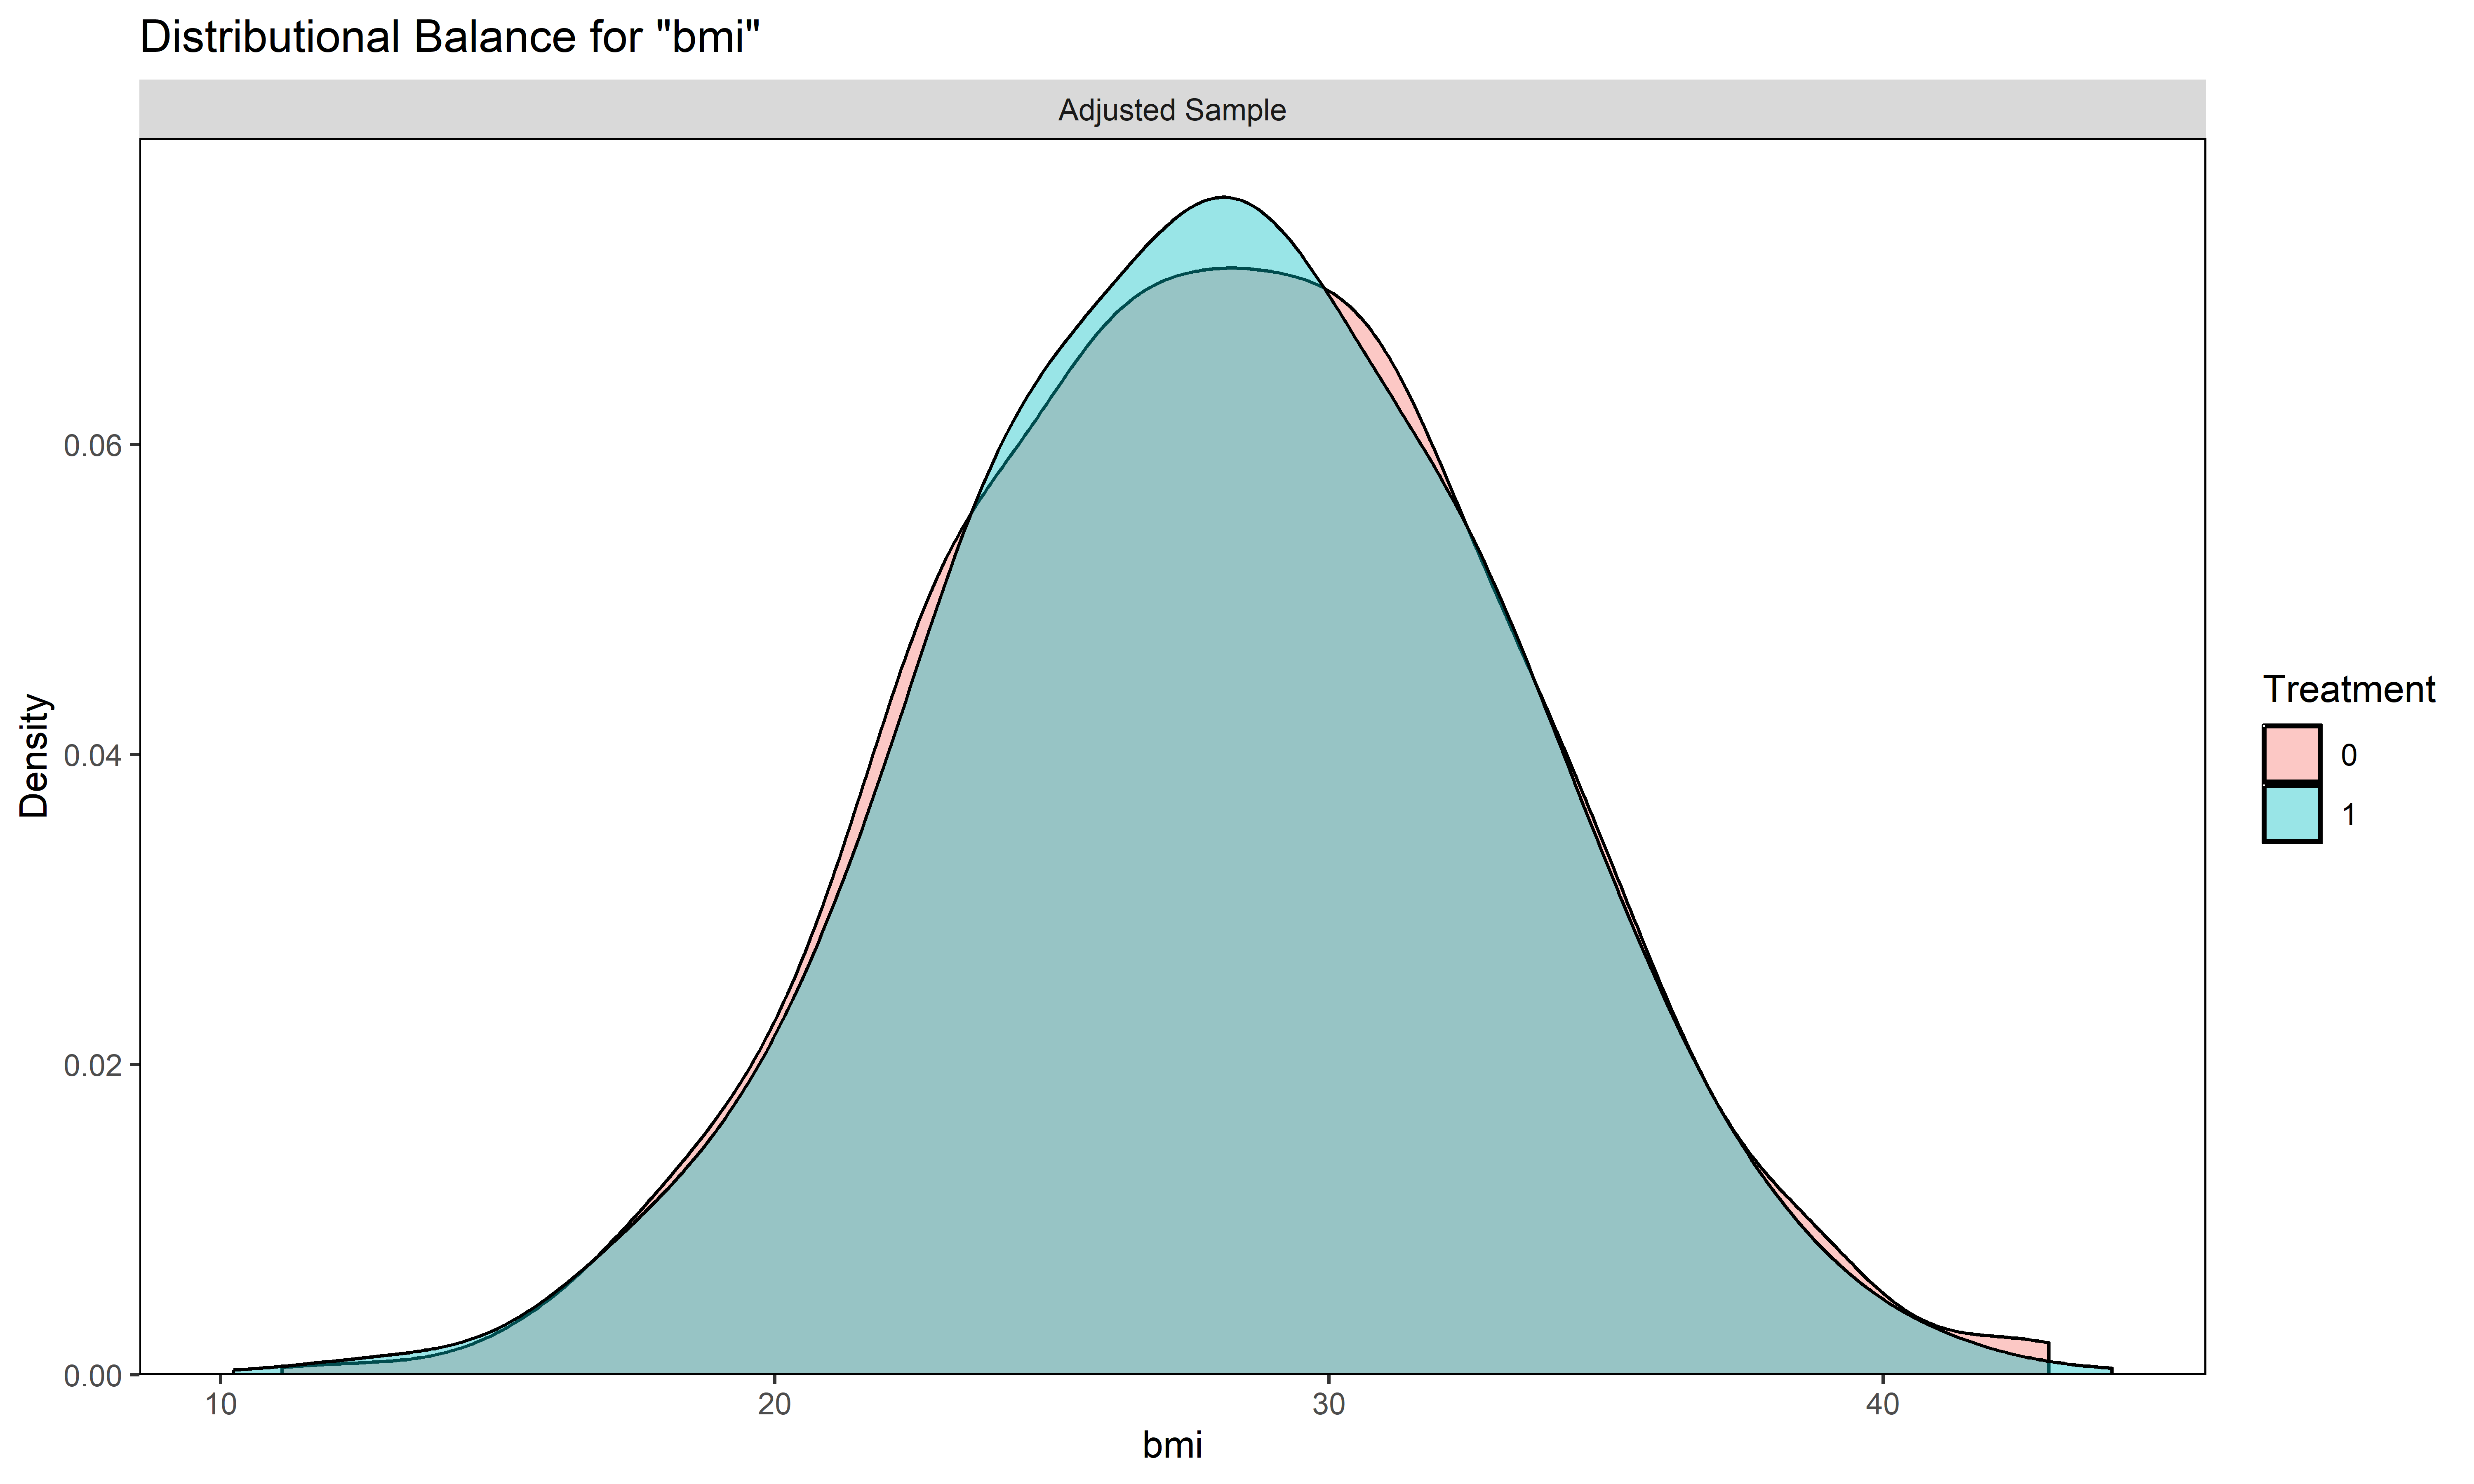 Distributional Balance for "bmi"
Adjusted Sample
Density
0.06
0.04
0.02
0.00
10 20 30 40
bmi
Treatment
0
1